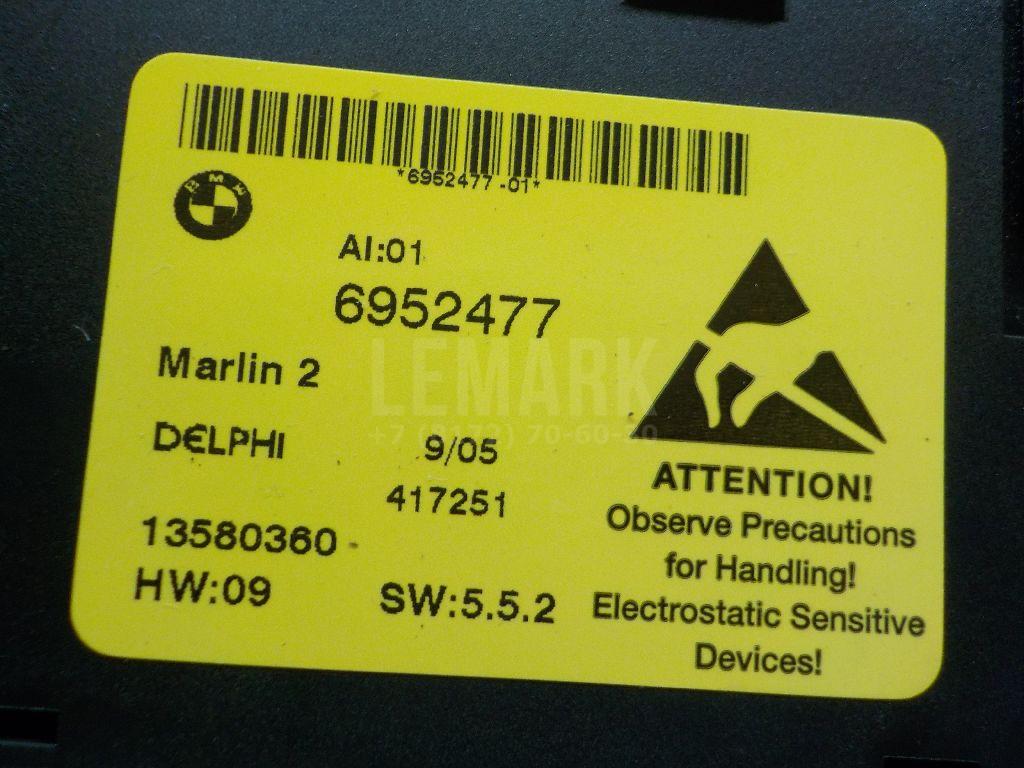 *6952477-01*
BMW
AI:01
6952477
Marlin 2
LEMARK
DELPHI 9/05
417251
13580360
HW:09 SW:5.5.2
ATTENTION!
Observe Precautions
for Handling!
Electrostatic Sensitive
Devices!